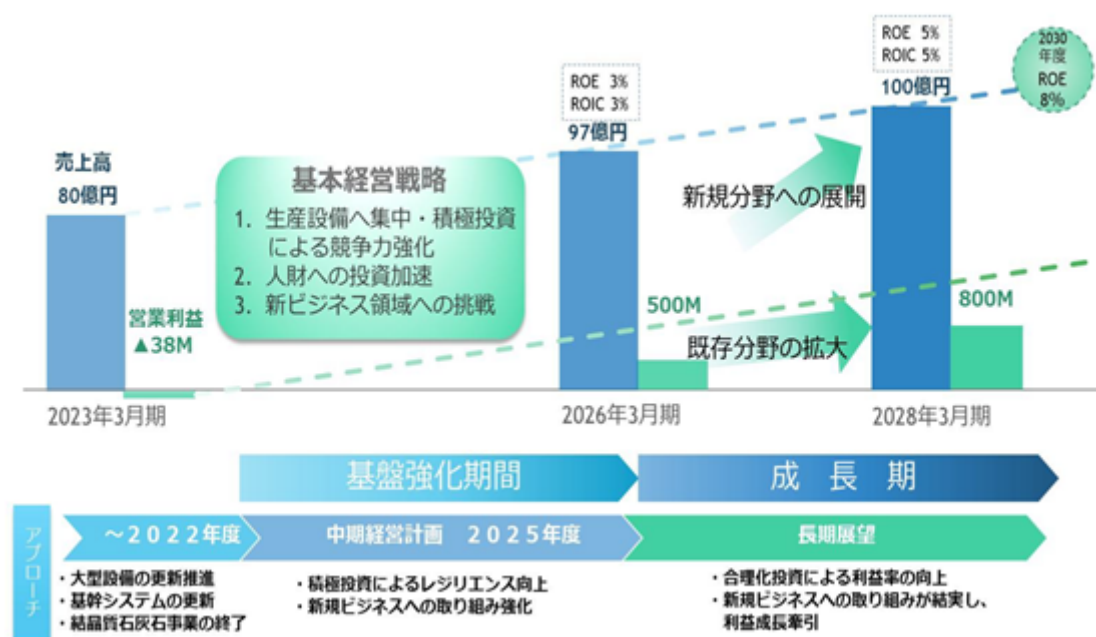 ROE 3%
ROIC 3%
ROE 5%
ROIC 5%
2030
年度
ROE
8%
売上高
80億円
97億円
100億円
基本経営戦略
1. 生産設備へ集中・積極投資
による競争力強化
2. 人財への投資加速
3. 新ビジネス領域への挑戦
新規分野への展開
営業利益
▲38M
500M
800M
既存分野の拡大
2023年3月期
2026年3月期
2028年3月期
基盤強化期間
成 長 期
アプローチ
～2022年度
中期経営計画 2025年度
長期展望
・大型設備の更新推進
・基幹システムの更新
・結晶質石灰石事業の終了
・積極投資によるレジリエンス向上
・新規ビジネスへの取り組み強化
・合理化投資による利益率の向上
・新規ビジネスへの取り組みが結実し、
利益成長牽引